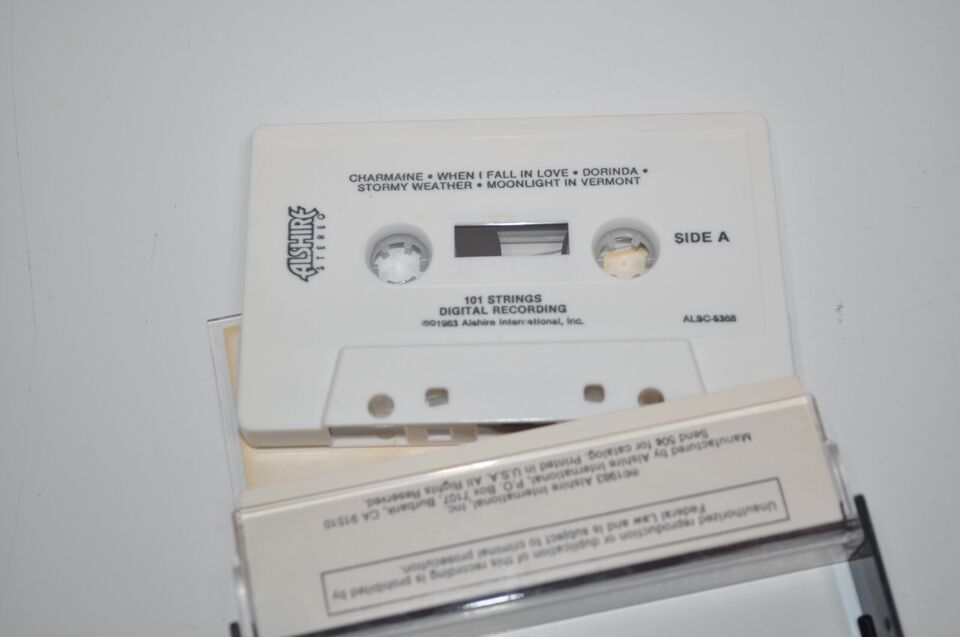 CHARMAINE • WHEN I FALL IN LOVE • DORINDA •
STORMY WEATHER • MOONLIGHT IN VERMONT
ALSHIRE
STEREO
SIDE A
101 STRINGS
DIGITAL RECORDING
℗©1983 Alshire International, Inc.
ALSC-5388
Unauthorized reproduction or duplication of this recording is prohibited by
Federal Law and is subject to criminal prosecution.
℗©1983 Alshire International, P.O. Box 7107, Burbank, CA 91510
Manufactured by Alshire International, Inc.
Send 50¢ for catalog. Printed in U.S.A. All Rights Reserved.